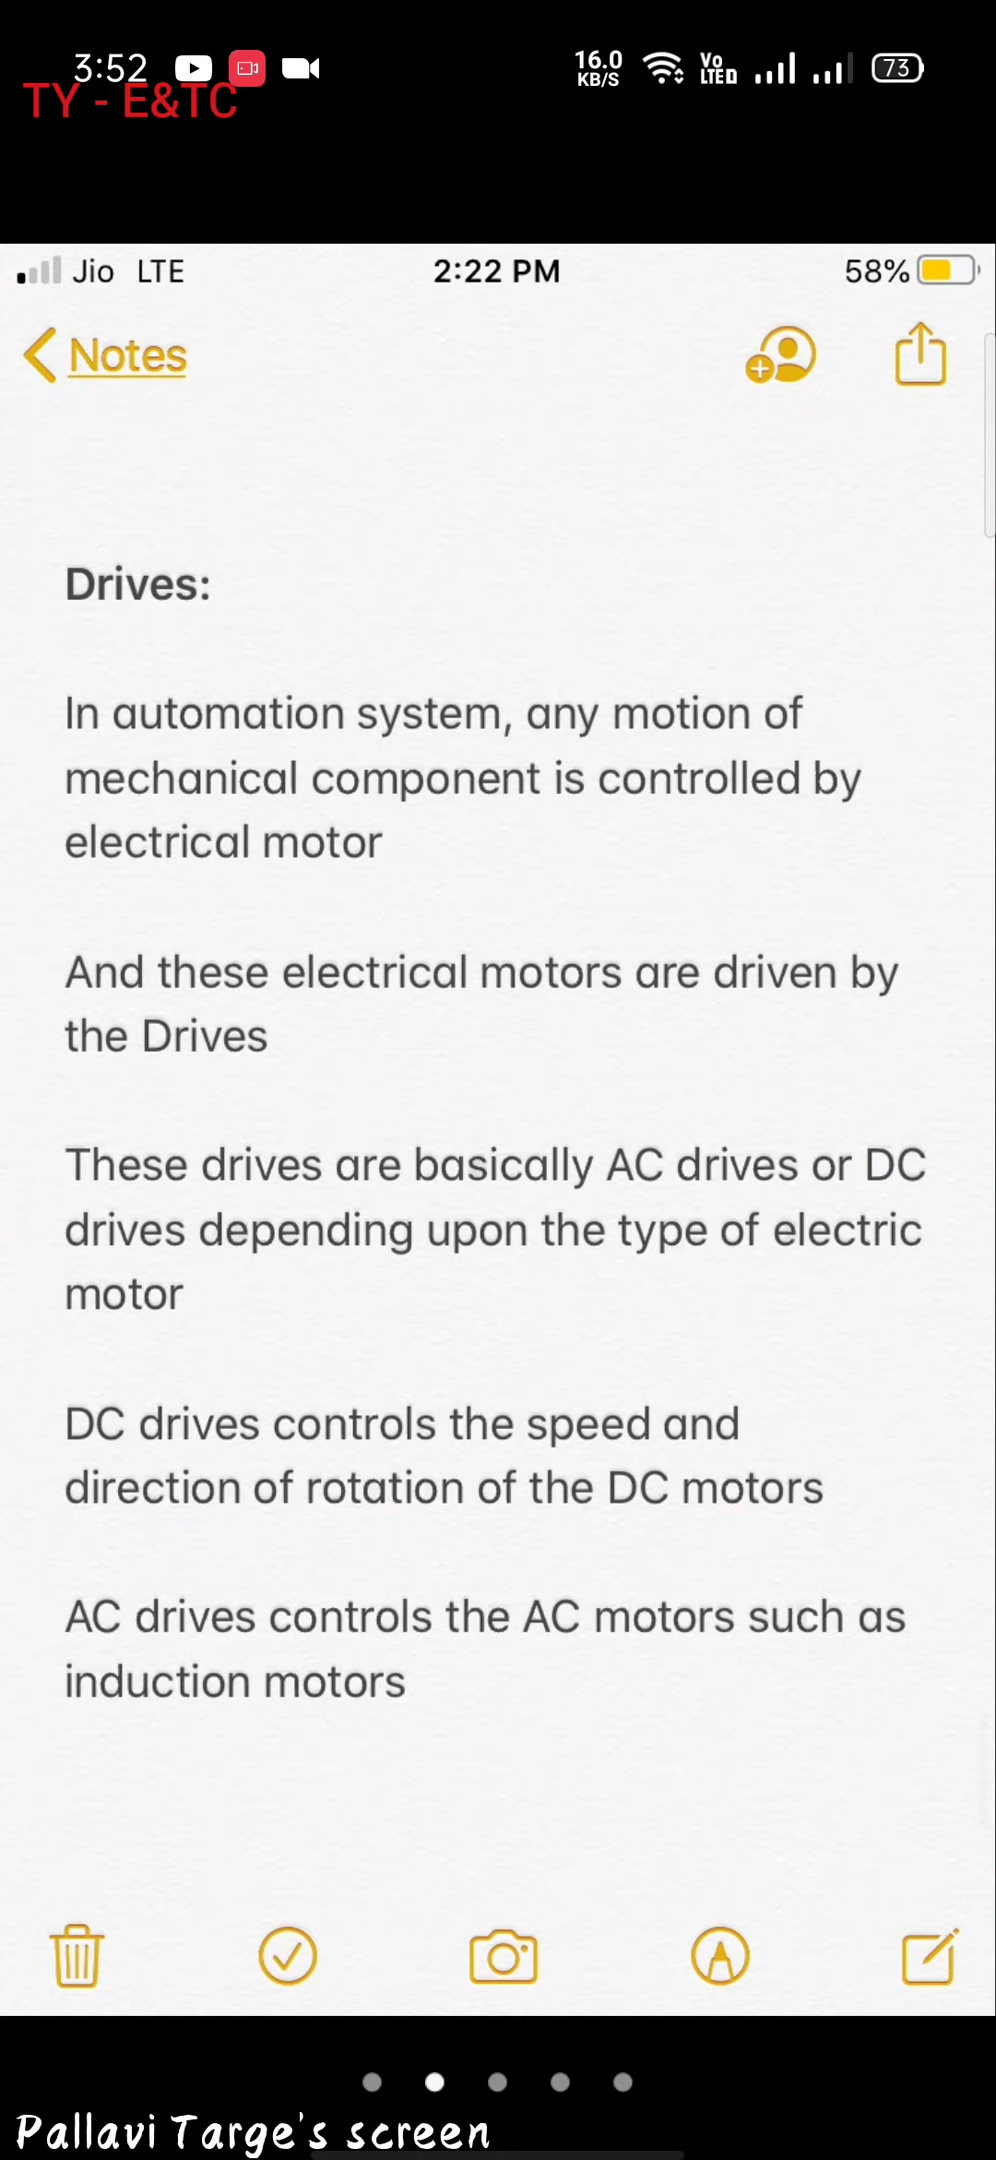 3:52
16.0 KB/S
Vo LTED
73
TY - E&TC
Jio LTE
2:22 PM
58%
Notes
Drives:
In automation system, any motion of
mechanical component is controlled by
electrical motor
And these electrical motors are driven by
the Drives
These drives are basically AC drives or DC
drives depending upon the type of electric
motor
DC drives controls the speed and
direction of rotation of the DC motors
AC drives controls the AC motors such as
induction motors
Pallavi Targe's screen